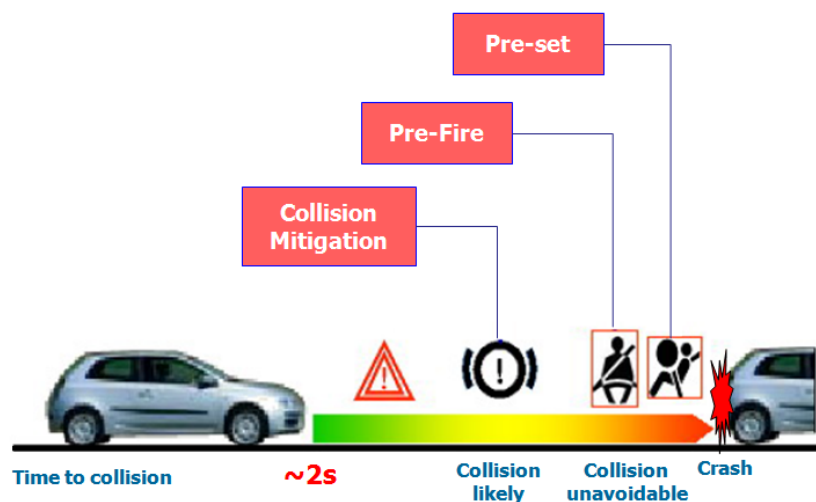 Pre-set
Pre-Fire
Collision
Mitigation
!
!
Time to collision
~2s
Collision
likely
Collision
unavoidable
Crash